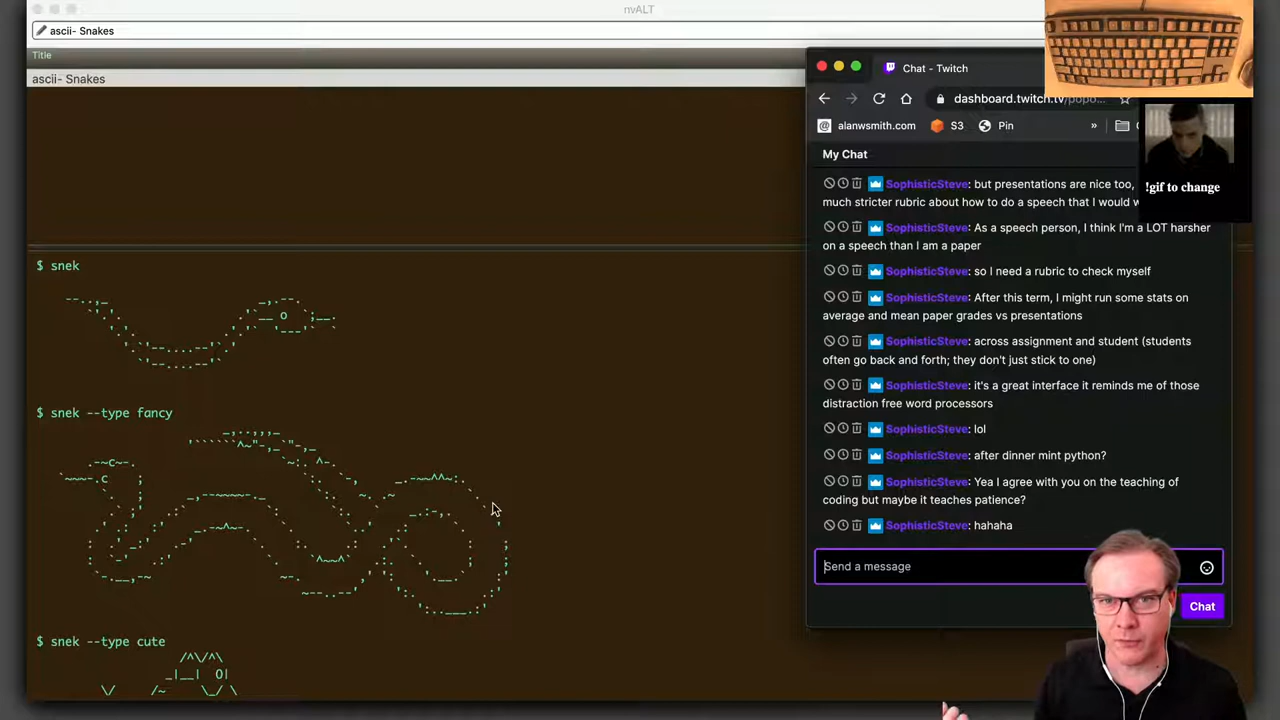 nvALT
ascii- Snakes
Title
ascii- Snakes
$ snek
$ snek --type fancy
$ snek --type cute
Chat - Twitch
dashboard.twitch.tv/popo...
alanwsmith.com
S3
Pin
»
My Chat
SophisticSteve: but presentations are nice too,
much stricter rubric about how to do a speech that I would w
SophisticSteve: As a speech person, I think I'm a LOT harsher
on a speech than I am a paper
SophisticSteve: so I need a rubric to check myself
SophisticSteve: After this term, I might run some stats on
average and mean paper grades vs presentations
SophisticSteve: across assignment and student (students
often go back and forth; they don't just stick to one)
SophisticSteve: it's a great interface it reminds me of those
distraction free word processors
SophisticSteve: lol
SophisticSteve: after dinner mint python?
SophisticSteve: Yea I agree with you on the teaching of
coding but maybe it teaches patience?
SophisticSteve: hahaha
Send a message
Chat
!gif to change